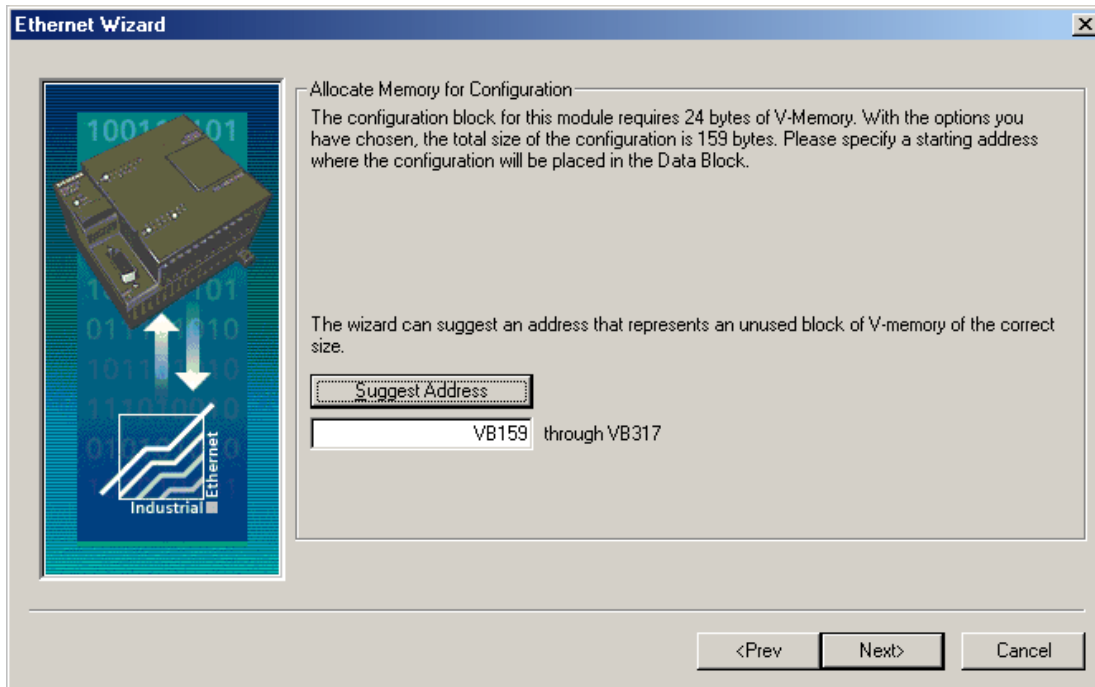 Ethernet Wizard
Allocate Memory for Configuration
The configuration block for this module requires 24 bytes of V-Memory. With the options you
have chosen, the total size of the configuration is 159 bytes. Please specify a starting address
where the configuration will be placed in the Data Block.
The wizard can suggest an address that represents an unused block of V-memory of the correct
size.
Suggest Address
VB159 through VB317
Industrial
Ethernet
<Prev
Next>
Cancel